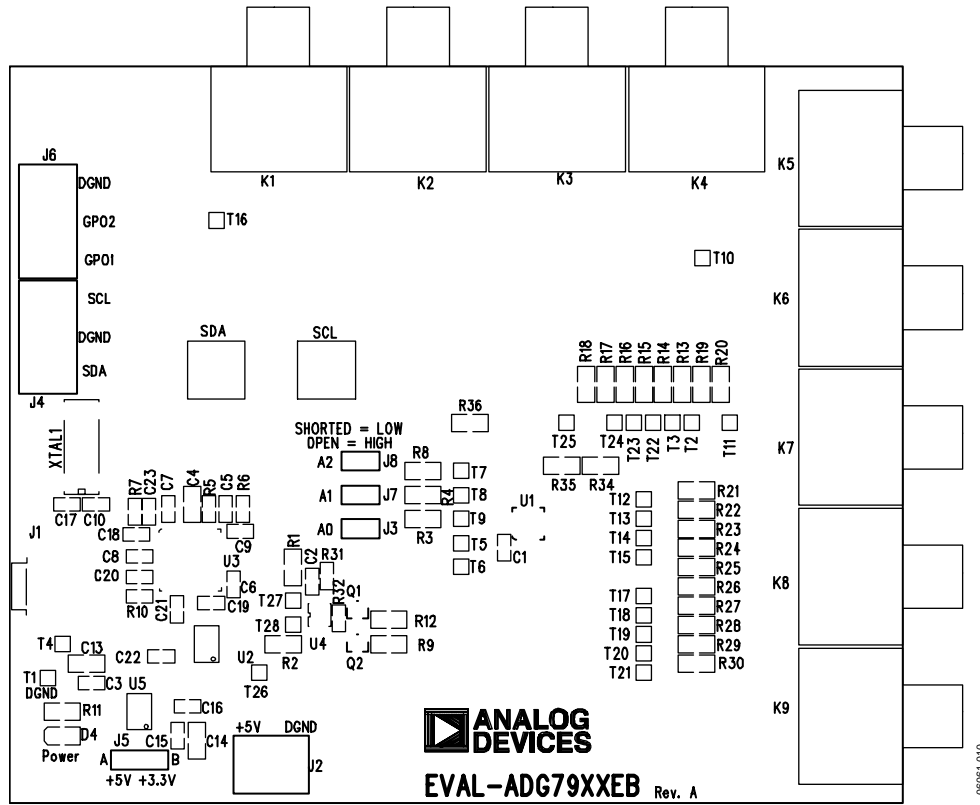 K1
K2
K3
K4
K5
K6
K7
K8
K9
J6
DGND
GPO2
GPO1
SCL
DGND
SDA
J4
T16
T10
SDA
SCL
R18
R17
R16
R15
R14
R13
R19
R20
T25
T24
T23
T22
T3
T2
T11
R36
SHORTED = LOW
OPEN = HIGH
A2
J8
A1
J7
A0
J3
R8
R4
R3
T7
T8
T9
T5
T6
U1
C1
R35
R34
T12
T13
T14
T15
T17
T18
T19
T20
T21
R21
R22
R23
R24
R25
R26
R27
R28
R29
R30
XTAL1
C17
C10
R7
C23
C7
C4
R5
C5
R6
J1
C18
C8
C20
R10
C21
U3
C9
C6
C19
R1
C2
R31
R32
Q1
T27
T28
U4
Q2
R12
R9
R2
U2
T26
C22
T4
C13
T1
DGND
C3
U5
R11
D4
Power
C16
J5
C15
C14
A
B
+5V +3.3V
+5V
DGND
J2
ANALOG
DEVICES
EVAL-ADG79XXEB Rev. A
06061-010